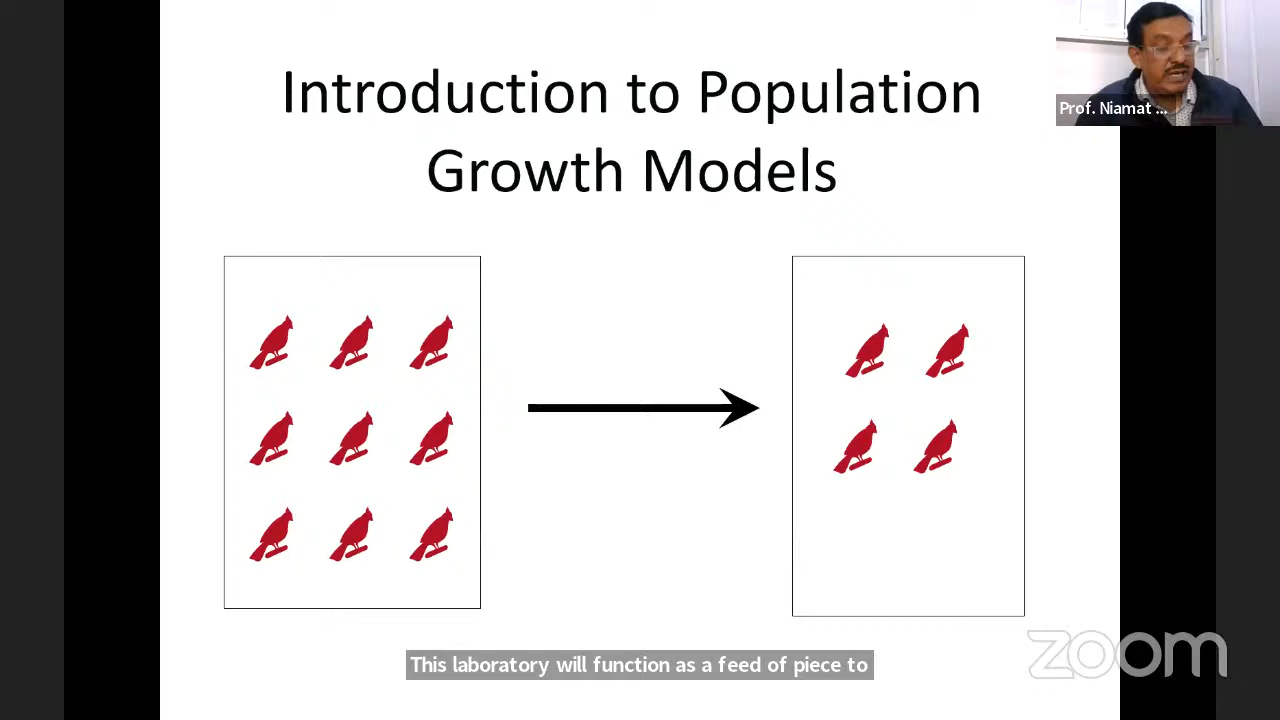 Introduction to Population
Growth Models
Prof. Niamat ...
This laboratory will function as a feed of piece to
zoom